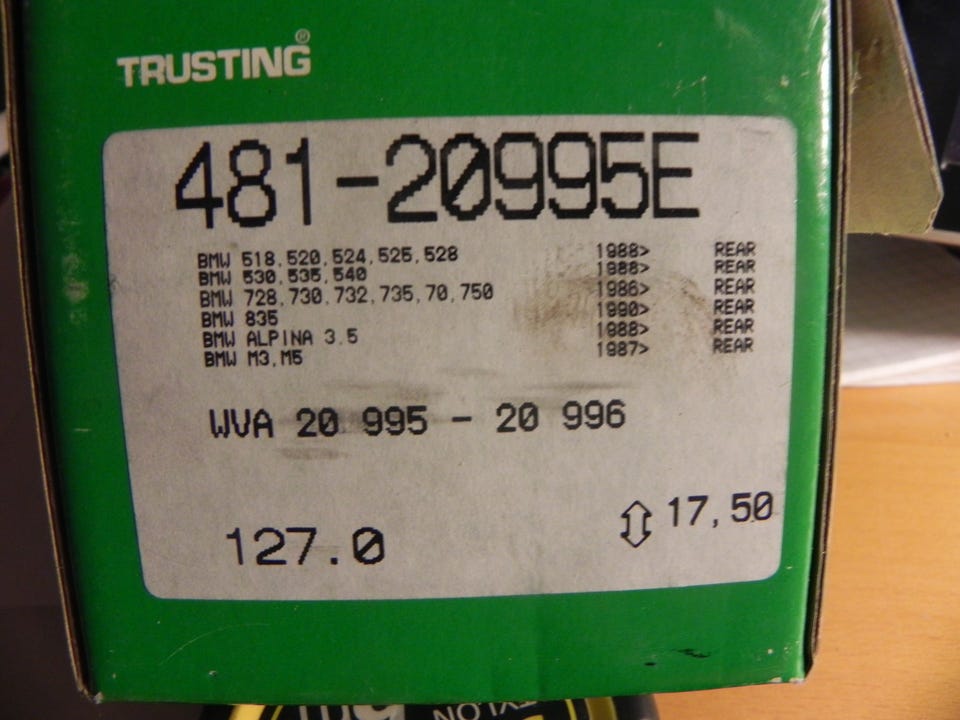 TRUSTING®
481-20995E
BMW 518,520,524,525,528 1988> REAR
BMW 530,535,540 1988> REAR
BMW 728,730,732,735,70,750 1986> REAR
BMW 835 1990> REAR
BMW ALPINA 3.5 1988> REAR
BMW M3,M5 1987> REAR
WVA 20 995 - 20 996
127.0
17,50